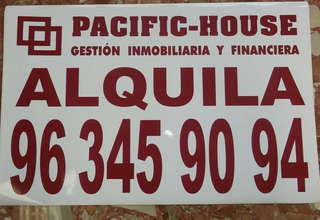 PACIFIC-HOUSE
GESTIÓN INMOBILIARIA Y FINANCIERA
ALQUILA
96 345 90 94